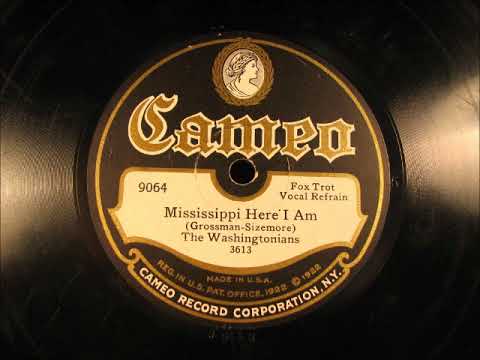 Cameo
9064
Fox Trot
Vocal Refrain
Mississippi Here I Am
(Grossman-Sizemore)
The Washingtonians
3613
MADE IN U.S.A.
REG. IN U.S. PAT. OFFICE, 1922 © 1922
CAMEO RECORD CORPORATION, N.Y.